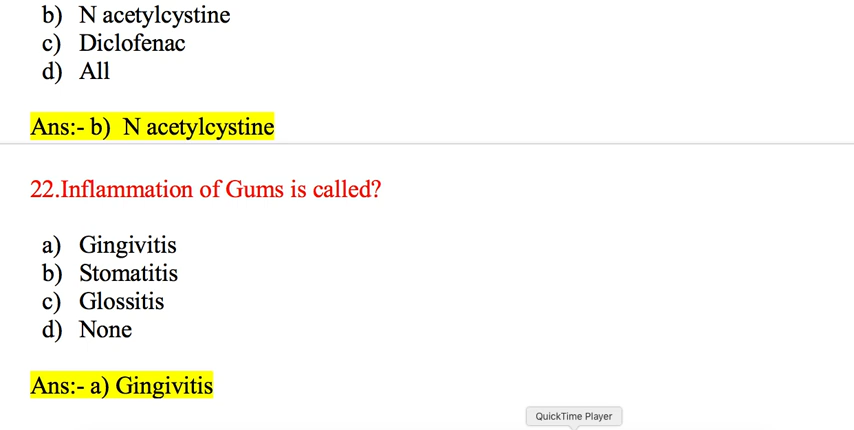 b) N acetylcystine
c) Diclofenac
d) All
Ans:- b) N acetylcystine
22.Inflammation of Gums is called?
a) Gingivitis
b) Stomatitis
c) Glossitis
d) None
Ans:- a) Gingivitis
QuickTime Player